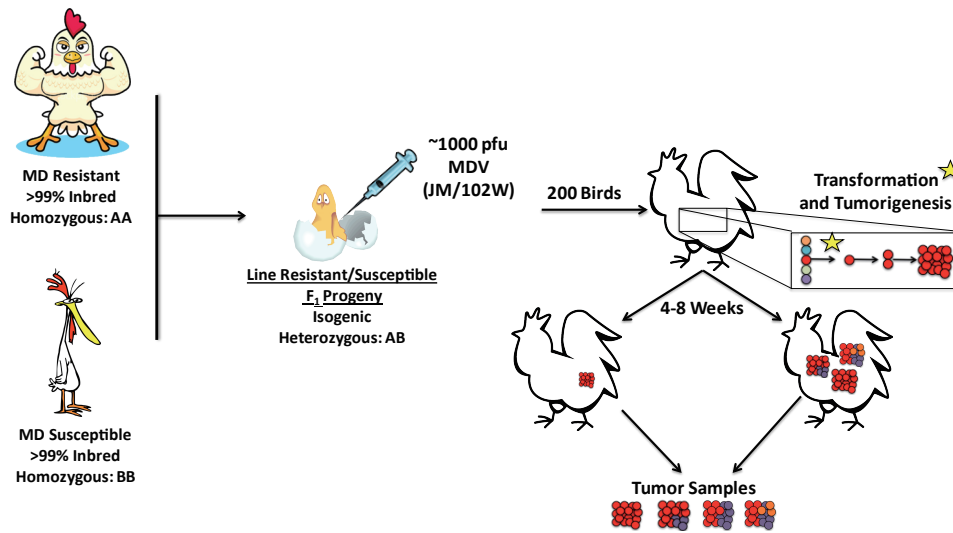 MD Resistant
>99% Inbred
Homozygous: AA
MD Susceptible
>99% Inbred
Homozygous: BB
~1000 pfu
MDV
(JM/102W)
Line Resistant/Susceptible
F1 Progeny
Isogenic
Heterozygous: AB
200 Birds
Transformation
and Tumorigenesis
4-8 Weeks
Tumor Samples